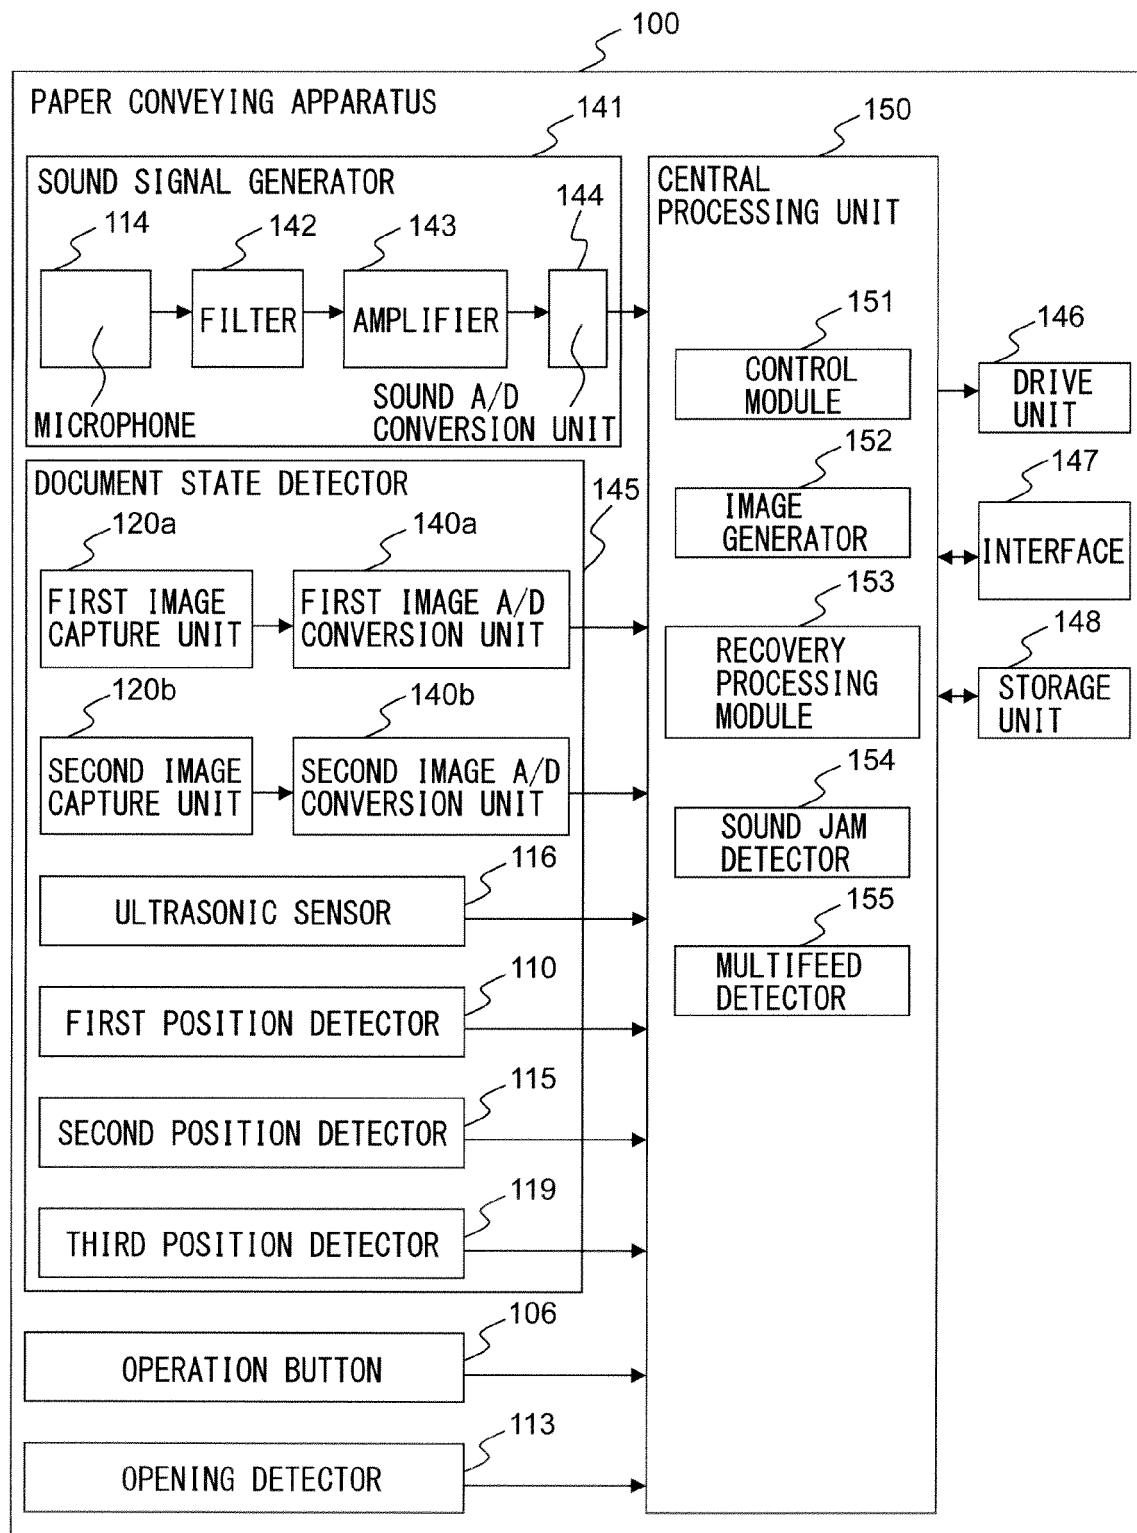 100
PAPER CONVEYING APPARATUS
141
SOUND SIGNAL GENERATOR
114
142
143
144
FILTER
AMPLIFIER
MICROPHONE
SOUND A/D
CONVERSION UNIT
DOCUMENT STATE DETECTOR
145
120a
140a
FIRST IMAGE
CAPTURE UNIT
FIRST IMAGE A/D
CONVERSION UNIT
120b
140b
SECOND IMAGE
CAPTURE UNIT
SECOND IMAGE A/D
CONVERSION UNIT
116
ULTRASONIC SENSOR
110
FIRST POSITION DETECTOR
115
SECOND POSITION DETECTOR
119
THIRD POSITION DETECTOR
106
OPERATION BUTTON
113
OPENING DETECTOR
150
CENTRAL
PROCESSING UNIT
151
CONTROL
MODULE
152
IMAGE
GENERATOR
153
RECOVERY
PROCESSING
MODULE
154
SOUND JAM
DETECTOR
155
MULTIFEED
DETECTOR
146
DRIVE
UNIT
147
INTERFACE
148
STORAGE
UNIT